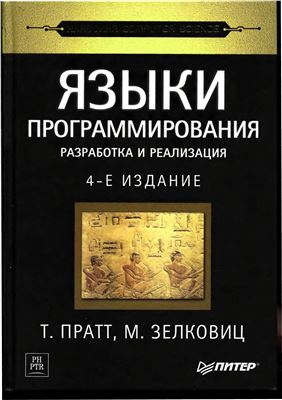 ЯЗЫКИ
ПРОГРАММИРОВАНИЯ
РАЗРАБОТКА И РЕАЛИЗАЦИЯ
4-Е ИЗДАНИЕ
Т. ПРАТТ, М. ЗЕЛКОВИЦ
PH
PTR
ПИТЕР